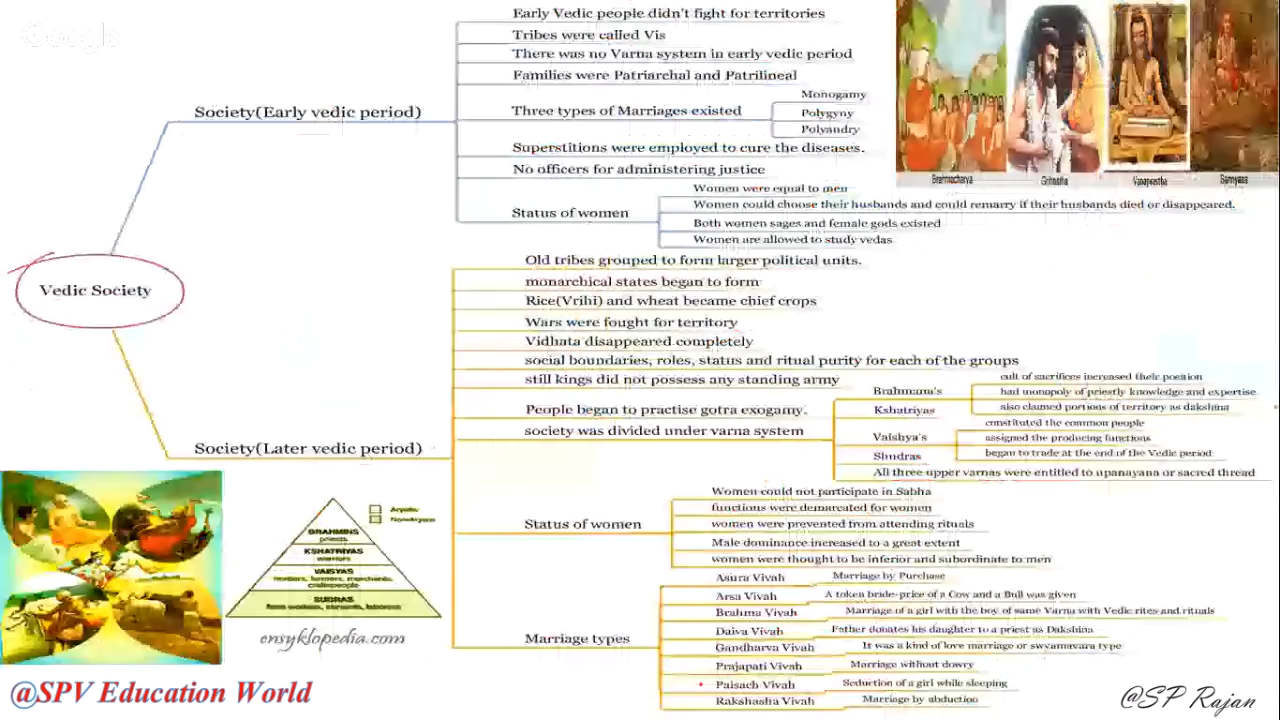 Google
Early Vedic people didn't fight for territories
Tribes were called Vis
There was no Varna system in early vedic period
Families were Patriarchal and Patrilineal
Society(Early vedic period)
Three types of Marriages existed
Monogamy
Polygyny
Polyandry
Superstitions were employed to cure the diseases.
No officers for administering justice
Status of women
Women were equal to men
Women could choose their husbands and could remarry if their husbands died or disappeared.
Both women sages and female gods existed
Women are allowed to study vedas
Brahmacharya
Grihastha
Vanaprastha
Sannyasa
Vedic Society
Old tribes grouped to form larger political units.
monarchical states began to form
Rice(Vrihi) and wheat became chief crops
Wars were fought for territory
Vidhata disappeared completely
social boundaries, roles, status and ritual purity for each of the groups
still kings did not possess any standing army
People began to practise gotra exogamy.
society was divided under varna system
Brahmana's
Kshatriyas
cult of sacrifices increased their position
had monopoly of priestly knowledge and expertise
also claimed portions of territory as dakshina
Vaishya's
Shudras
constituted the common people
assigned the producing functions
began to trade at the end of the Vedic period
All three upper varnas were entitled to upanayana or sacred thread
Society(Later vedic period)
Status of women
Women could not participate in Sabha
functions were demarcated for women
women were prevented from attending rituals
Male dominance increased to a great extent
women were thought to be inferior and subordinate to men
Marriage types
Asura Vivah
Marriage by Purchase
Arsa Vivah
A token bride-price of a Cow and a Bull was given
Brahma Vivah
Marriage of a girl with the boy of same Varna with Vedic rites and rituals
Daiva Vivah
Father donates his daughter to a priest as Dakshina
Gandharva Vivah
It was a kind of love marriage or swyamavara type
Prajapati Vivah
Marriage without dowry
Paisach Vivah
Seduction of a girl while sleeping
Rakshasha Vivah
Marriage by abduction
BRAHMINS
priests
KSHATRIYAS
warriors
VAISYAS
SUDRAS
emyklopedia.com
@SPV Education World
@SP Rajan